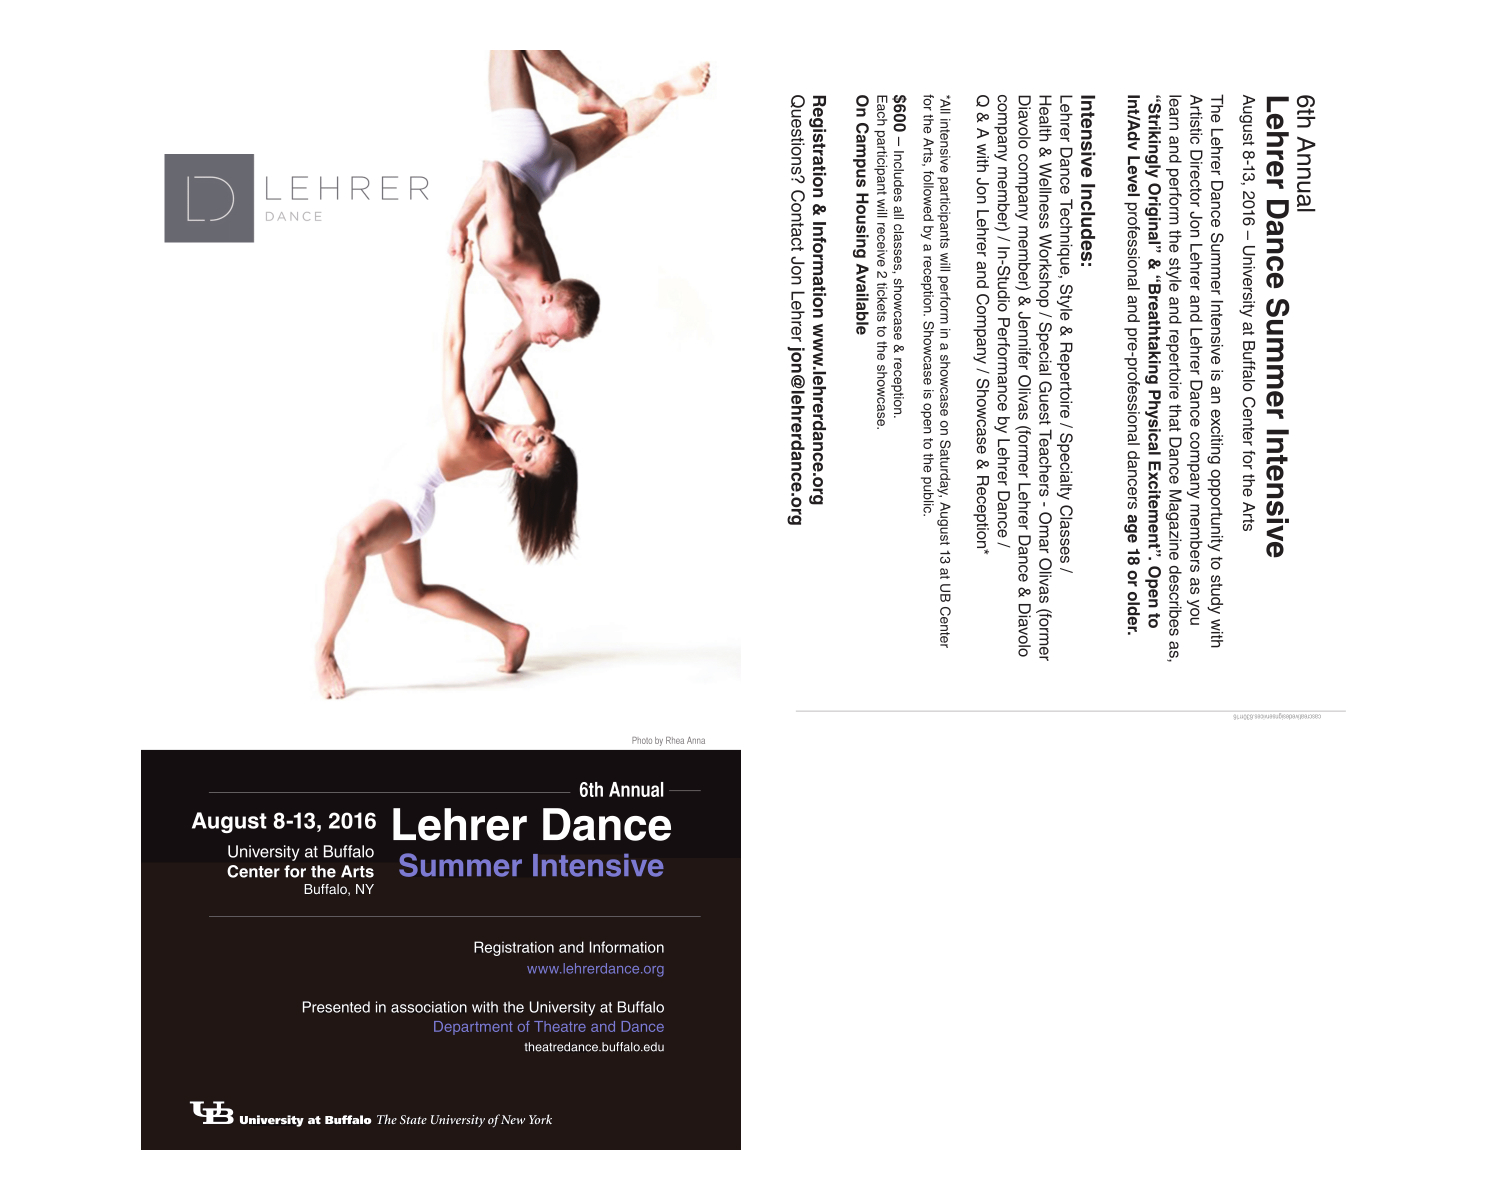 LEHRER
DANCE
Photo by Rhea Anna
6th Annual
August 8-13, 2016
Lehrer Dance
Summer Intensive
University at Buffalo
Center for the Arts
Buffalo, NY
Registration and Information
www.lehrerdance.org
Presented in association with the University at Buffalo
Department of Theatre and Dance
theatredance.buffalo.edu
UB University at Buffalo The State University of New York
6th Annual
Lehrer Dance Summer Intensive
August 8-13, 2016 – University at Buffalo Center for the Arts
The Lehrer Dance Summer Intensive is an exciting opportunity to study with
Artistic Director Jon Lehrer and Lehrer Dance company members as you
learn and perform the style and repertoire that Dance Magazine describes as,
“Strikingly Original” & “Breathtaking Physical Excitement”. Open to
Int/Adv Level professional and pre-professional dancers age 18 or older.
Intensive Includes:
Lehrer Dance Technique, Style & Repertoire / Specialty Classes /
Health & Wellness Workshop / Special Guest Teachers - Omar Olivas (former
Diavolo company member) & Jennifer Olivas (former Lehrer Dance & Diavolo
company member) / In-Studio Performance by Lehrer Dance /
Q & A with Jon Lehrer and Company / Showcase & Reception*
*All intensive participants will perform in a showcase on Saturday, August 13 at UB Center
for the Arts, followed by a reception. Showcase is open to the public.
$600 – Includes all classes, showcase & reception.
Each participant will receive 2 tickets to the showcase.
On Campus Housing Available
Registration & Information www.lehrerdance.org
Questions? Contact Jon Lehrer jon@lehrerdance.org